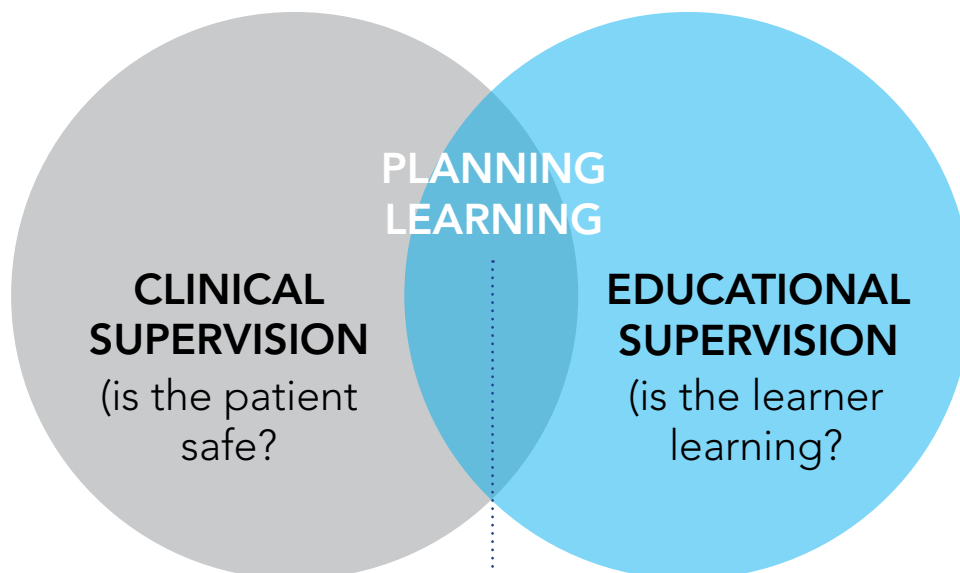 PLANNING
LEARNING
CLINICAL
SUPERVISION
(is the patient
safe?
EDUCATIONAL
SUPERVISION
(is the learner
learning?